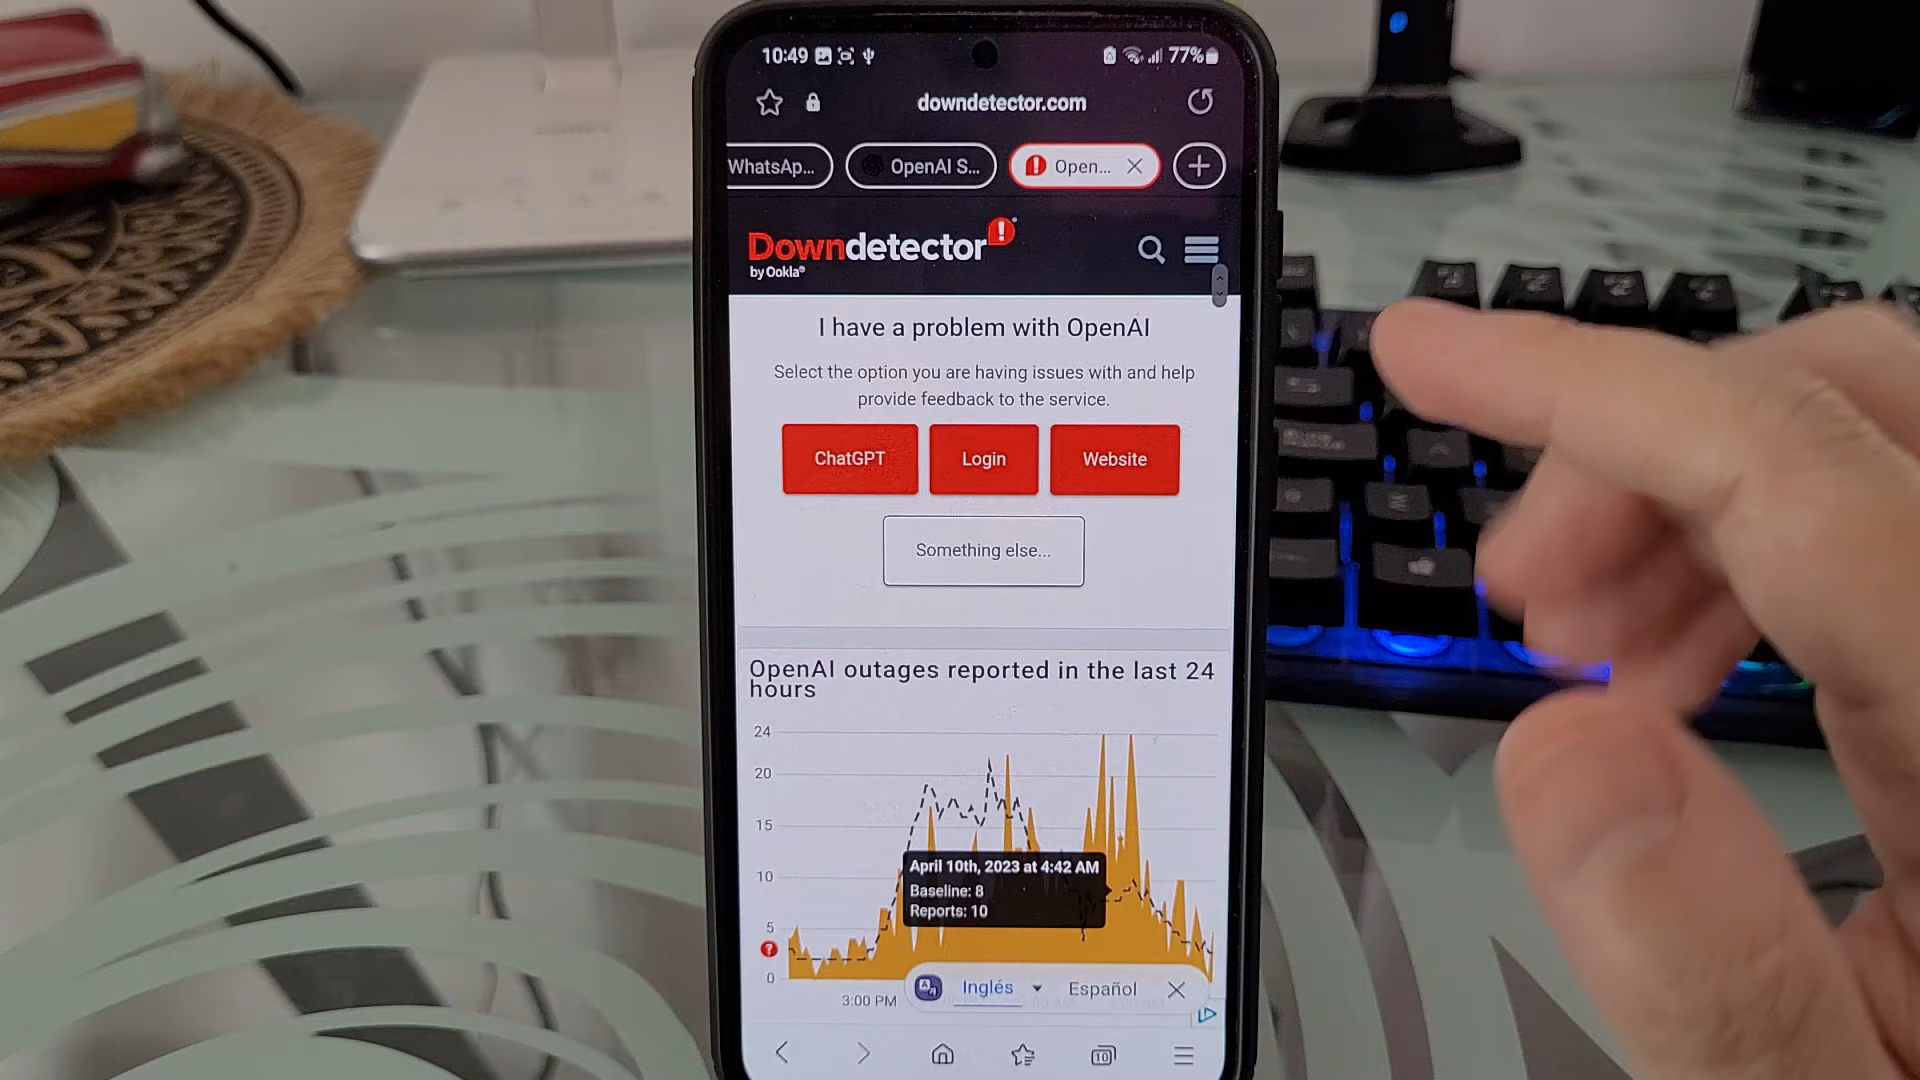 10:49
77%
downdetector.com
WhatsAp...
OpenAI S...
Open...
Downdetector
by Ookla®
I have a problem with OpenAI
Select the option you are having issues with and help
provide feedback to the service.
ChatGPT
Login
Website
Something else...
OpenAI outages reported in the last 24
hours
24
20
15
10
5
0
April 10th, 2023 at 4:42 AM
Baseline: 8
Reports: 10
3:00 PM
Inglés
Español
10